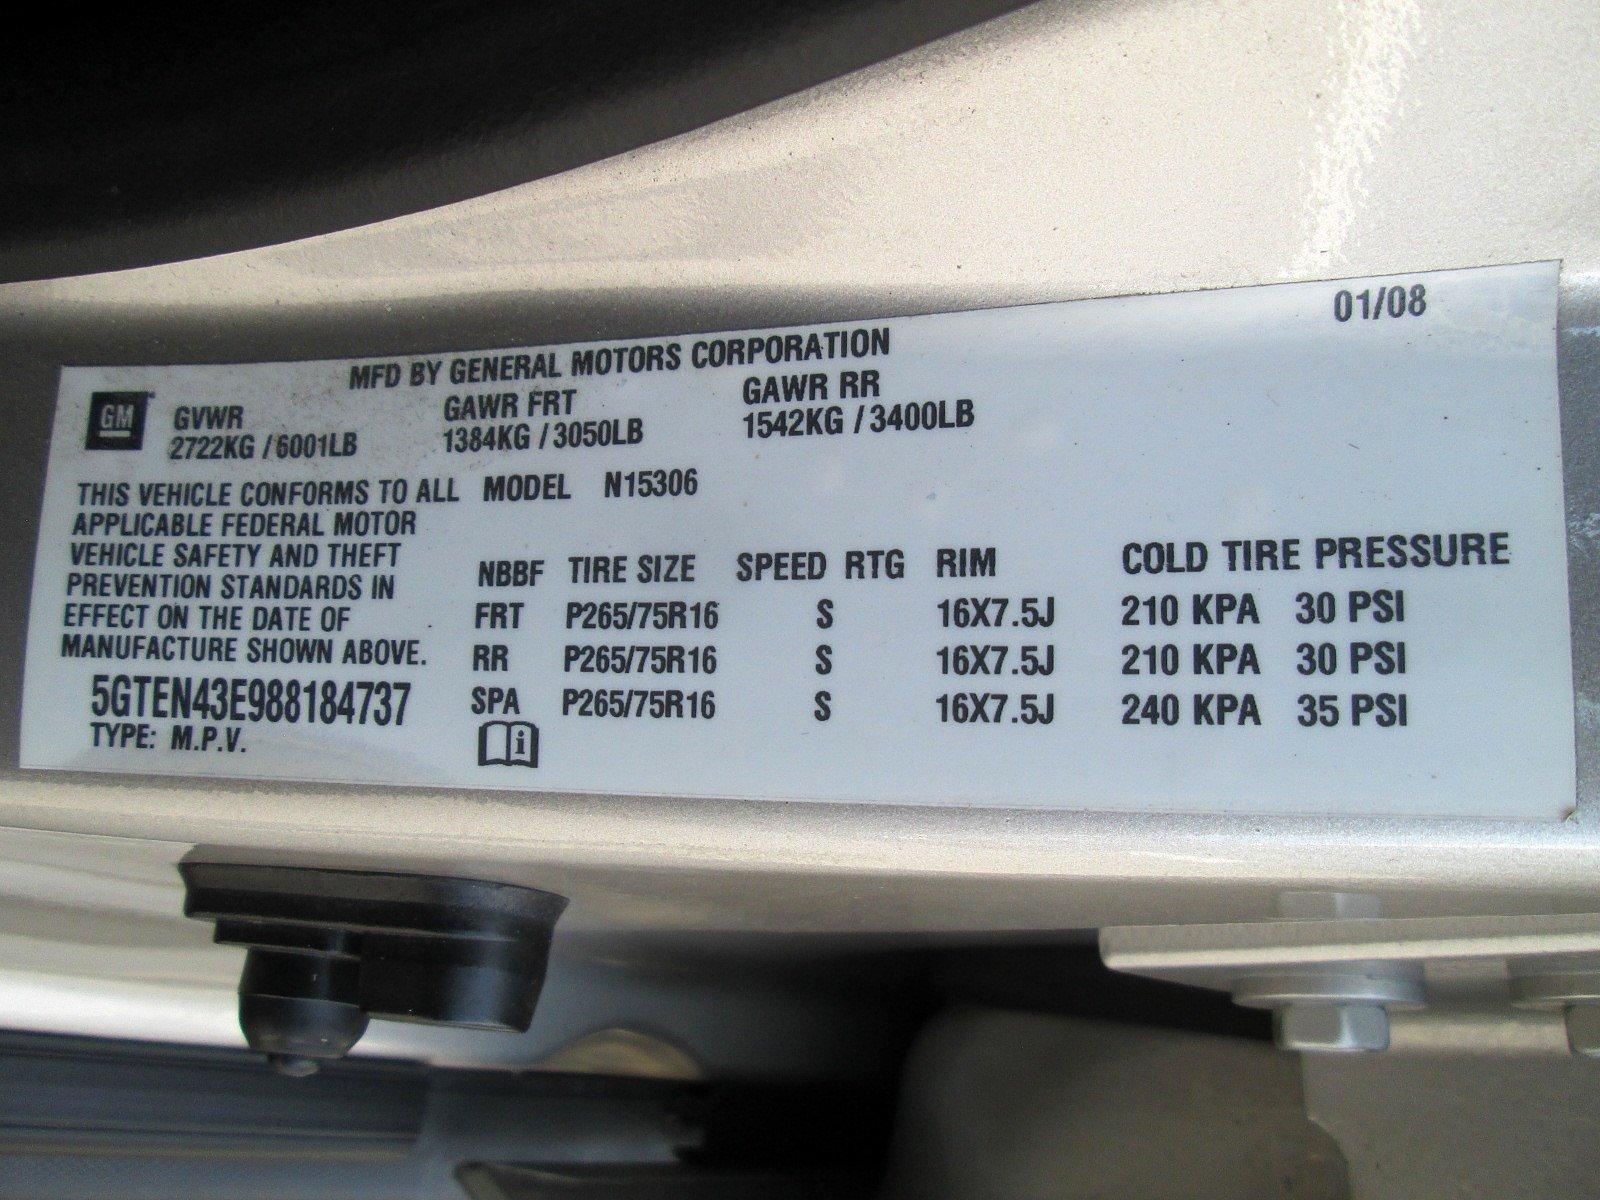 01/08
MFD BY GENERAL MOTORS CORPORATION
GM GVWR GAWR FRT GAWR RR
2722KG / 6001LB 1384KG / 3050LB 1542KG / 3400LB
THIS VEHICLE CONFORMS TO ALL MODEL N15306
APPLICABLE FEDERAL MOTOR
VEHICLE SAFETY AND THEFT
PREVENTION STANDARDS IN
EFFECT ON THE DATE OF
MANUFACTURE SHOWN ABOVE.
5GTEN43E988184737
TYPE: M.P.V.
NBBF TIRE SIZE SPEED RTG RIM COLD TIRE PRESSURE
FRT P265/75R16 S 16X7.5J 210 KPA 30 PSI
RR P265/75R16 S 16X7.5J 210 KPA 30 PSI
SPA P265/75R16 S 16X7.5J 240 KPA 35 PSI
i